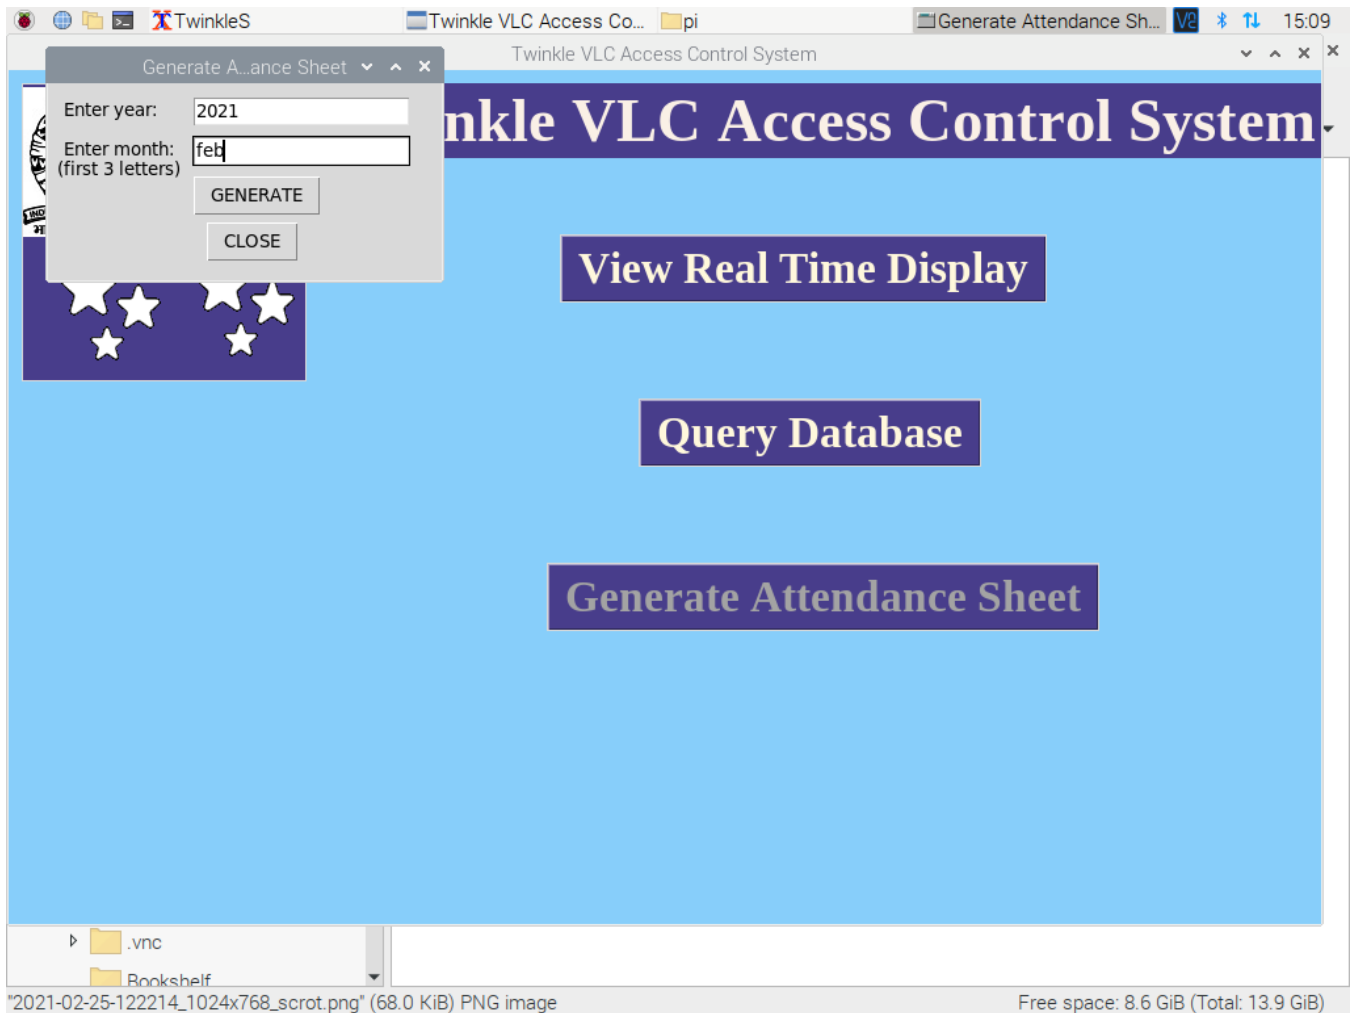 TwinkleS
Twinkle VLC Access Co...
pi
Generate Attendance Sh...
15:09
Twinkle VLC Access Control System
Generate A...ance Sheet
Enter year:
2021
Enter month:
(first 3 letters)
feb
GENERATE
CLOSE
nkle VLC Access Control System
View Real Time Display
Query Database
Generate Attendance Sheet
.vnc
Bookshelf
"2021-02-25-122214_1024x768_scrot.png" (68.0 KiB) PNG image
Free space: 8.6 GiB (Total: 13.9 GiB)